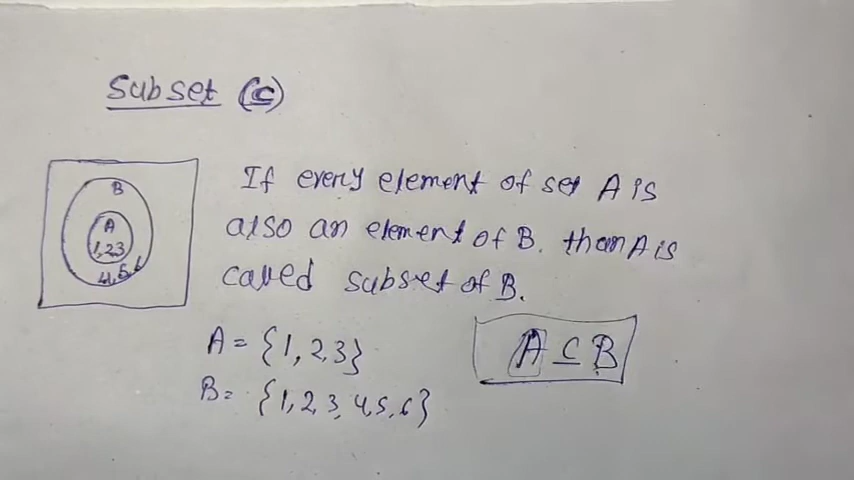 Subset (⊆)
If every element of set A is
also an element of B. than A is
called subset of B.
B
A
1,2,3
4,5,6
A = {1, 2, 3}
B = {1, 2, 3, 4, 5, 6}
A ⊆ B